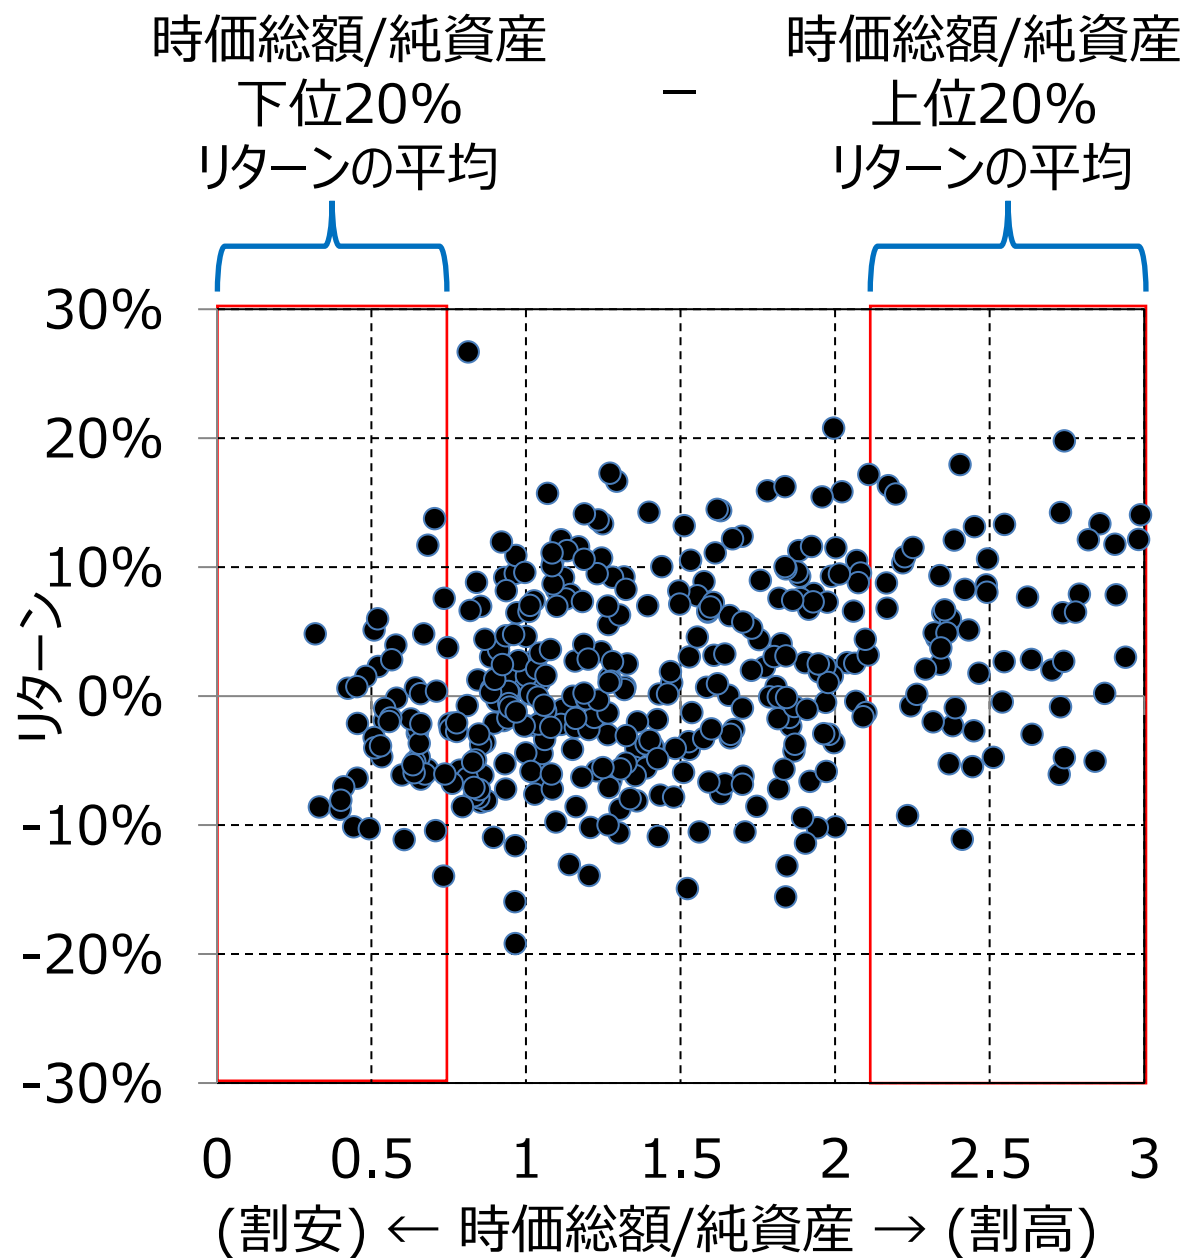 時価総額/純資産
下位20%
リターンの平均
－
時価総額/純資産
上位20%
リターンの平均
30%
20%
10%
0%
-10%
-20%
-30%
リターン
0 0.5 1 1.5 2 2.5 3
(割安) ← 時価総額/純資産 → (割高)